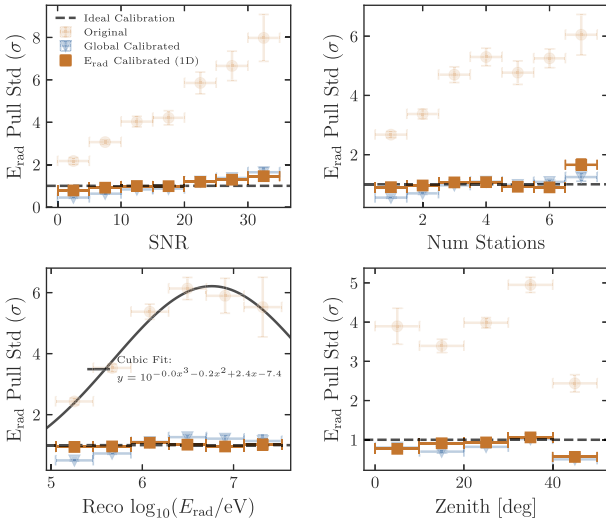 Ideal Calibration
Original
Global Calibrated
E_rad Calibrated (1D)
E_rad Pull Std (σ)
8
6
4
2
0
0 10 20 30
SNR
E_rad Pull Std (σ)
6
4
2
2 4 6
Num Stations
E_rad Pull Std (σ)
6
4
2
Cubic Fit:
y = 10^{−0.0x^3−0.2x^2+2.4x−7.4}
5 6 7
Reco log_10(E_rad/eV)
E_rad Pull Std (σ)
5
4
3
2
1
0 20 40
Zenith [deg]